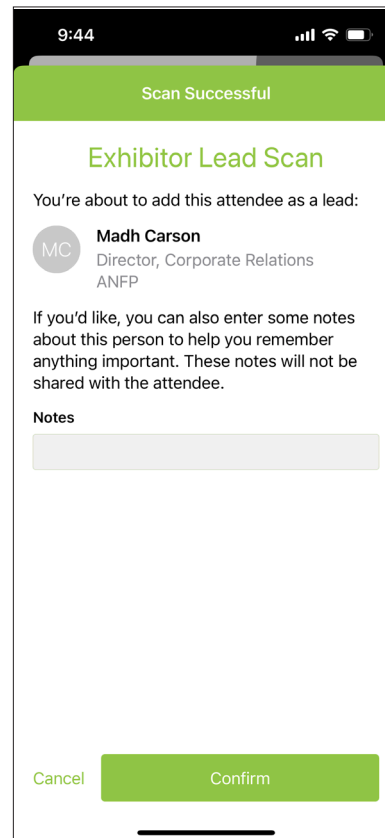 9:44
Scan Successful
Exhibitor Lead Scan
You're about to add this attendee as a lead:
MC
Madh Carson
Director, Corporate Relations
ANFP
If you'd like, you can also enter some notes
about this person to help you remember
anything important. These notes will not be
shared with the attendee.
Notes
Cancel
Confirm